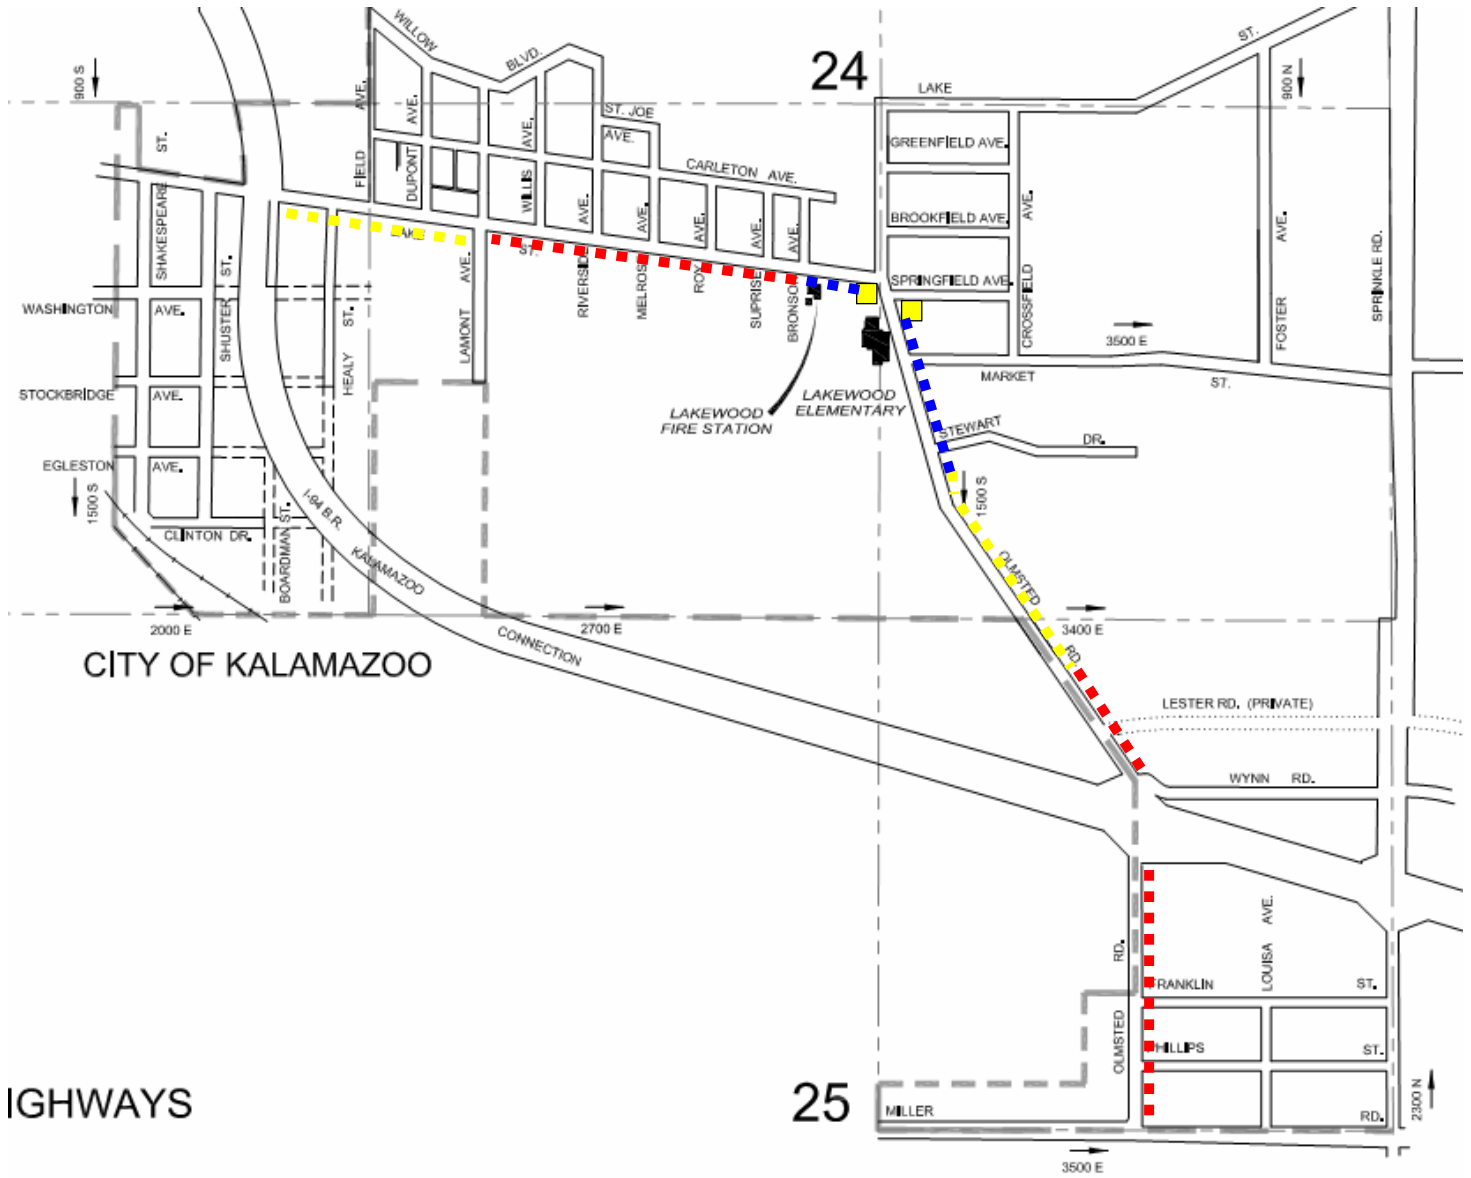 WILLOW
BLVD.
24
ST.
900 S
900 N
LAKE
AVE.
AVE.
ST. JOE
AVE.
AVE.
ST.
GREENFIELD AVE.
CARLETON AVE.
FIELD
DUPONT
WILLIS
SHAKESPEARE
AVE.
AVE.
AVE.
AVE.
AVE.
BROOKFIELD AVE.
AVE.
AVE.
SPRINKLE RD.
LAKE
ST.
ST.
AVE.
RIVERSIDE
MELROS
ROY
SUPRISE
BRONSON
SPRINGFIELD AVE.
CROSSFIELD
FOSTER
WASHINGTON
AVE.
SHUSTER
ST.
HEALY
LAMONT
3500 E
MARKET
ST.
STOCKBRIDGE
AVE.
LAKEWOOD
FIRE STATION
LAKEWOOD
ELEMENTARY
STEWART
DR.
EGLESTON
AVE.
1500 S
1500 S
I-94 B.R.
CLINTON DR.
BOARDMAN ST.
KALAMAZOO
OLMSTED
RD.
2000 E
2700 E
3400 E
CONNECTION
CITY OF KALAMAZOO
LESTER RD. (PRIVATE)
WYNN RD.
RD.
LOUISA AVE.
FRANKLIN
ST.
OLMSTED
PHILLIPS
ST.
IGHWAYS
25
MILLER
RD.
2300 N
3500 E